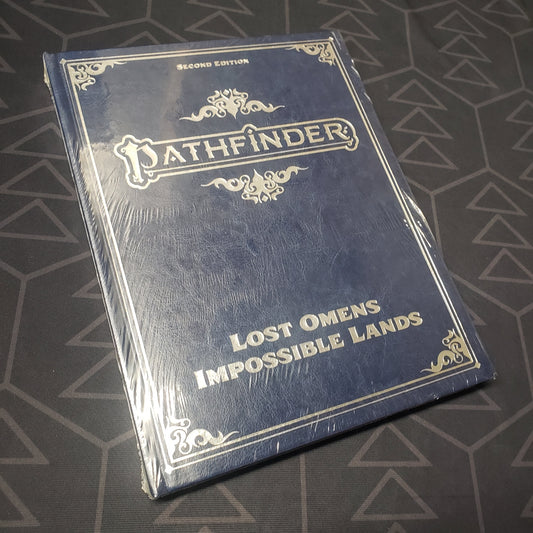 Second Edition
Pathfinder
Lost Omens
Impossible Lands